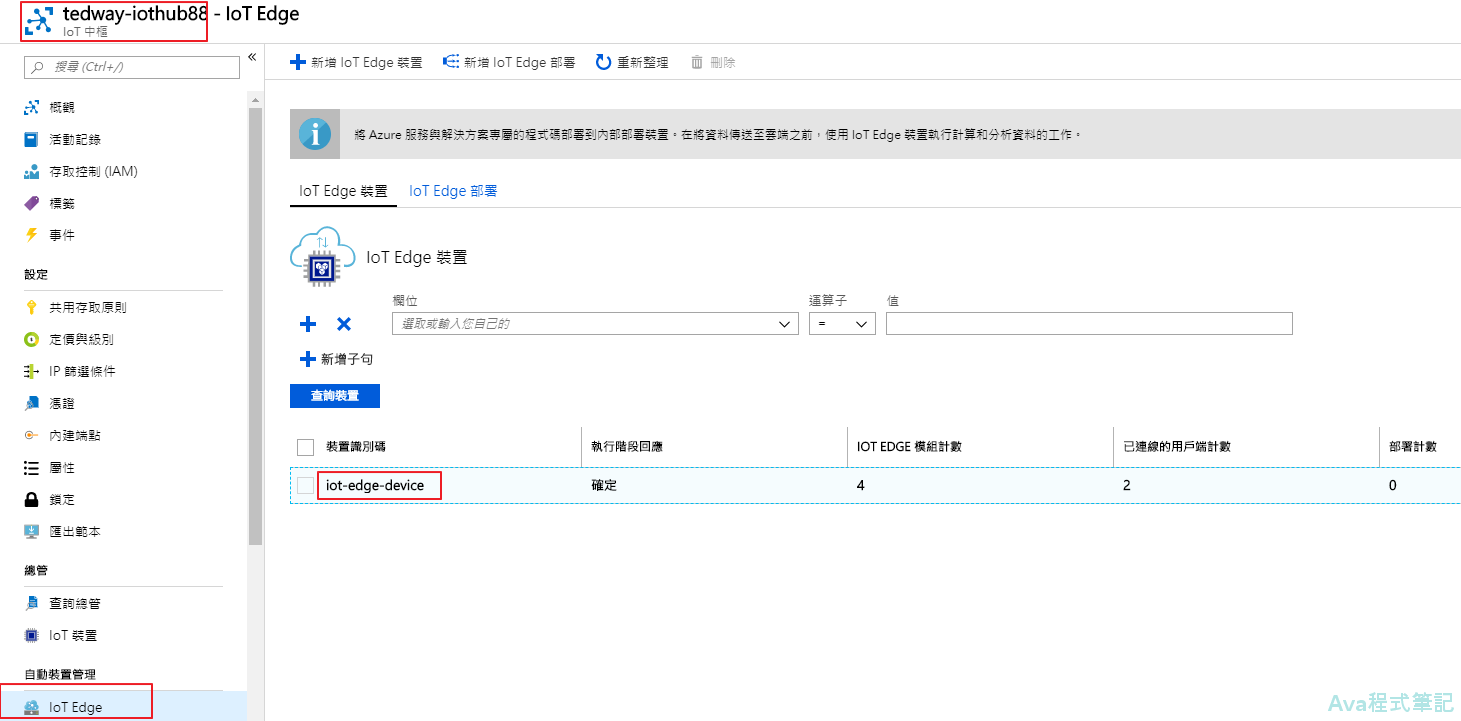 tedway-iothub88 - IoT Edge
IoT 中樞
搜尋 (Ctrl+/)
«
概觀
活動記錄
存取控制 (IAM)
標籤
事件
設定
共用存取原則
定價與級別
IP 篩選條件
憑證
內建端點
屬性
鎖定
匯出範本
總管
查詢總管
IoT 裝置
自動裝置管理
IoT Edge
新增 IoT Edge 裝置 新增 IoT Edge 部署 重新整理 刪除
將 Azure 服務與解決方案專屬的程式碼部署到內部部署裝置。在將資料傳送至雲端之前，使用 IoT Edge 裝置執行計算和分析資料的工作。
IoT Edge 裝置 IoT Edge 部署
IoT Edge 裝置
欄位 運算子 值
選取或輸入您自己的 =
新增子句
查詢裝置
裝置識別碼 執行階段回應 IOT EDGE 模組計數 已連線的用戶端計數 部署計數
iot-edge-device 確定 4 2 0
Ava程式筆記